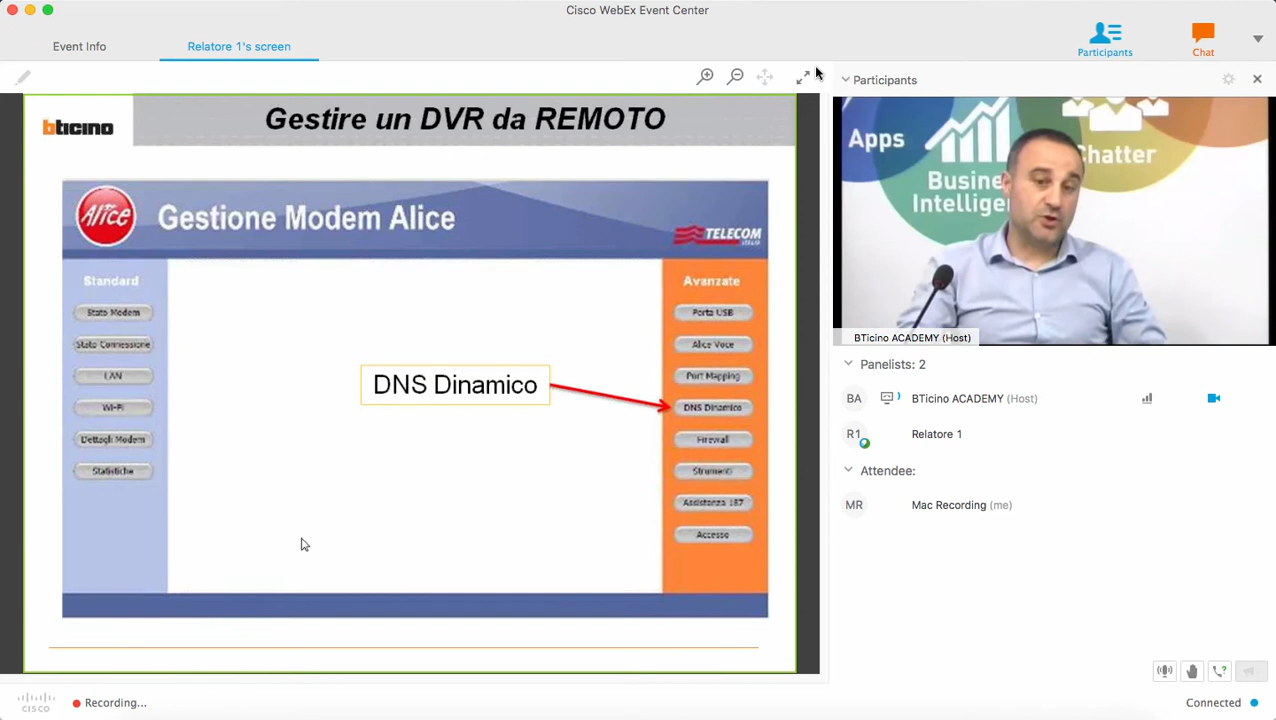 Cisco WebEx Event Center
Event Info
Relatore 1's screen
Participants
Chat
Participants
bticino
Gestire un DVR da REMOTO
Alice
Gestione Modem Alice
TELECOM
ITALIA
Standard
Stato Modem
Stato Connessione
LAN
Wi-Fi
Dettagli Modem
Statistiche
DNS Dinamico
Avanzate
Porta USB
Alice Voce
Port Mapping
DNS Dinamico
Firewall
Strumenti
Assistenza 187
Accesso
Apps
Business
Intelligen
Chatter
BTicino ACADEMY (Host)
Panelists: 2
BA
BTicino ACADEMY (Host)
R1
Relatore 1
Attendee:
MR
Mac Recording (me)
cisco
Recording...
Connected